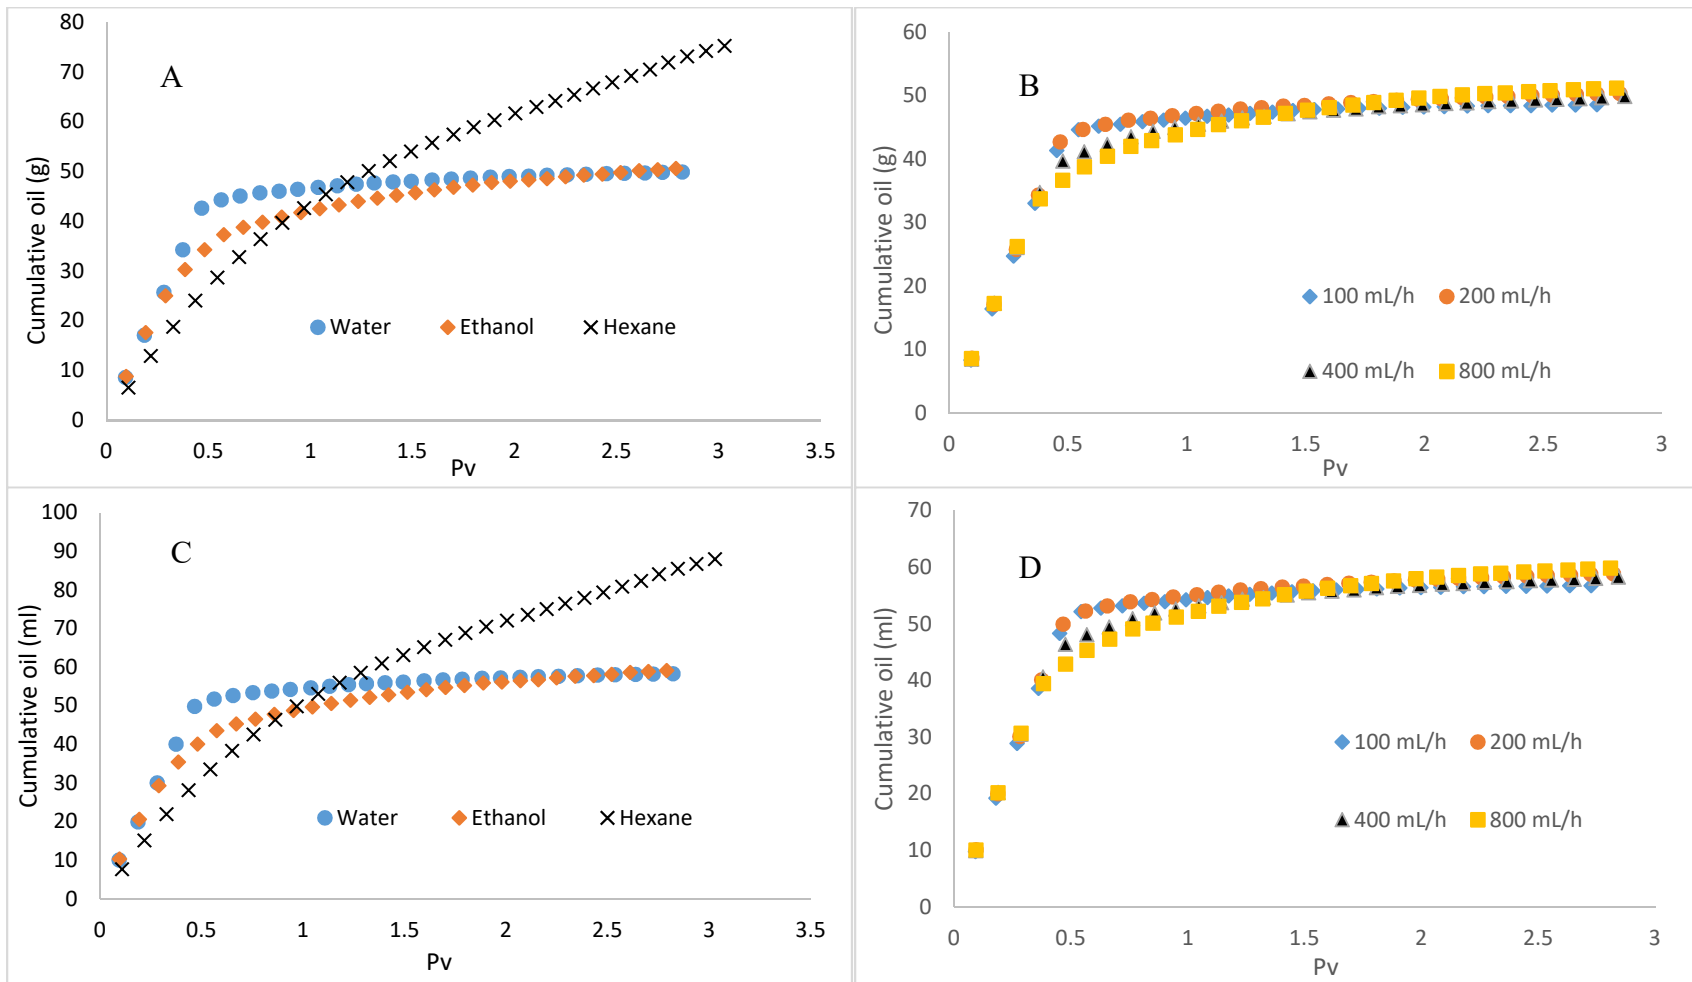 A
Cumulative oil (g)
80
70
60
50
40
30
20
10
0
0 0.5 1 1.5 2 2.5 3 3.5
Pv
Water Ethanol Hexane
B
Cumulative oil (g)
60
50
40
30
20
10
0
0 0.5 1 1.5 2 2.5 3
Pv
100 mL/h 200 mL/h
400 mL/h 800 mL/h
C
Cumulative oil (ml)
100
90
80
70
60
50
40
30
20
10
0
0 0.5 1 1.5 2 2.5 3 3.5
Pv
Water Ethanol Hexane
D
Cumulative oil (ml)
70
60
50
40
30
20
10
0
0 0.5 1 1.5 2 2.5 3
Pv
100 mL/h 200 mL/h
400 mL/h 800 mL/h